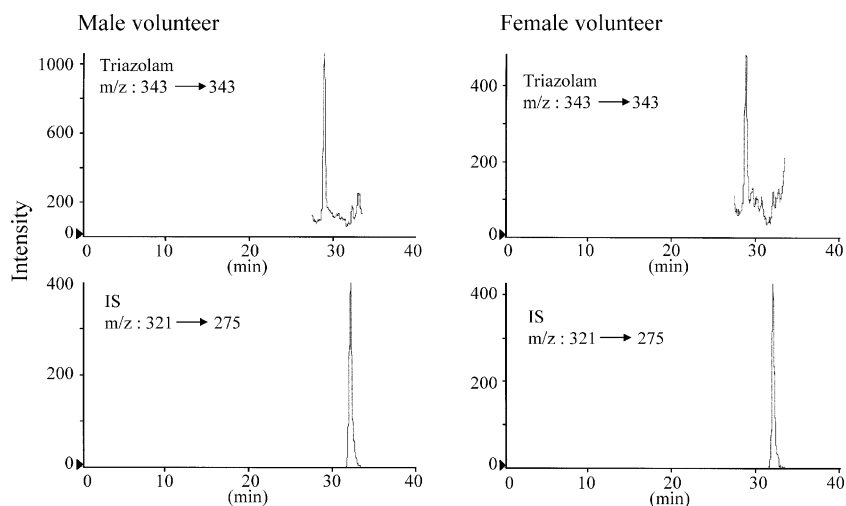 Male volunteer
Female volunteer
Intensity
Triazolam
m/z : 343 → 343
1000
600
200
0
0 10 20 30 40
(min)
Triazolam
m/z : 343 → 343
400
200
0
0 10 20 30 40
(min)
IS
m/z : 321 → 275
400
200
0
0 10 20 30 40
(min)
IS
m/z : 321 → 275
400
200
0
0 10 20 30 40
(min)